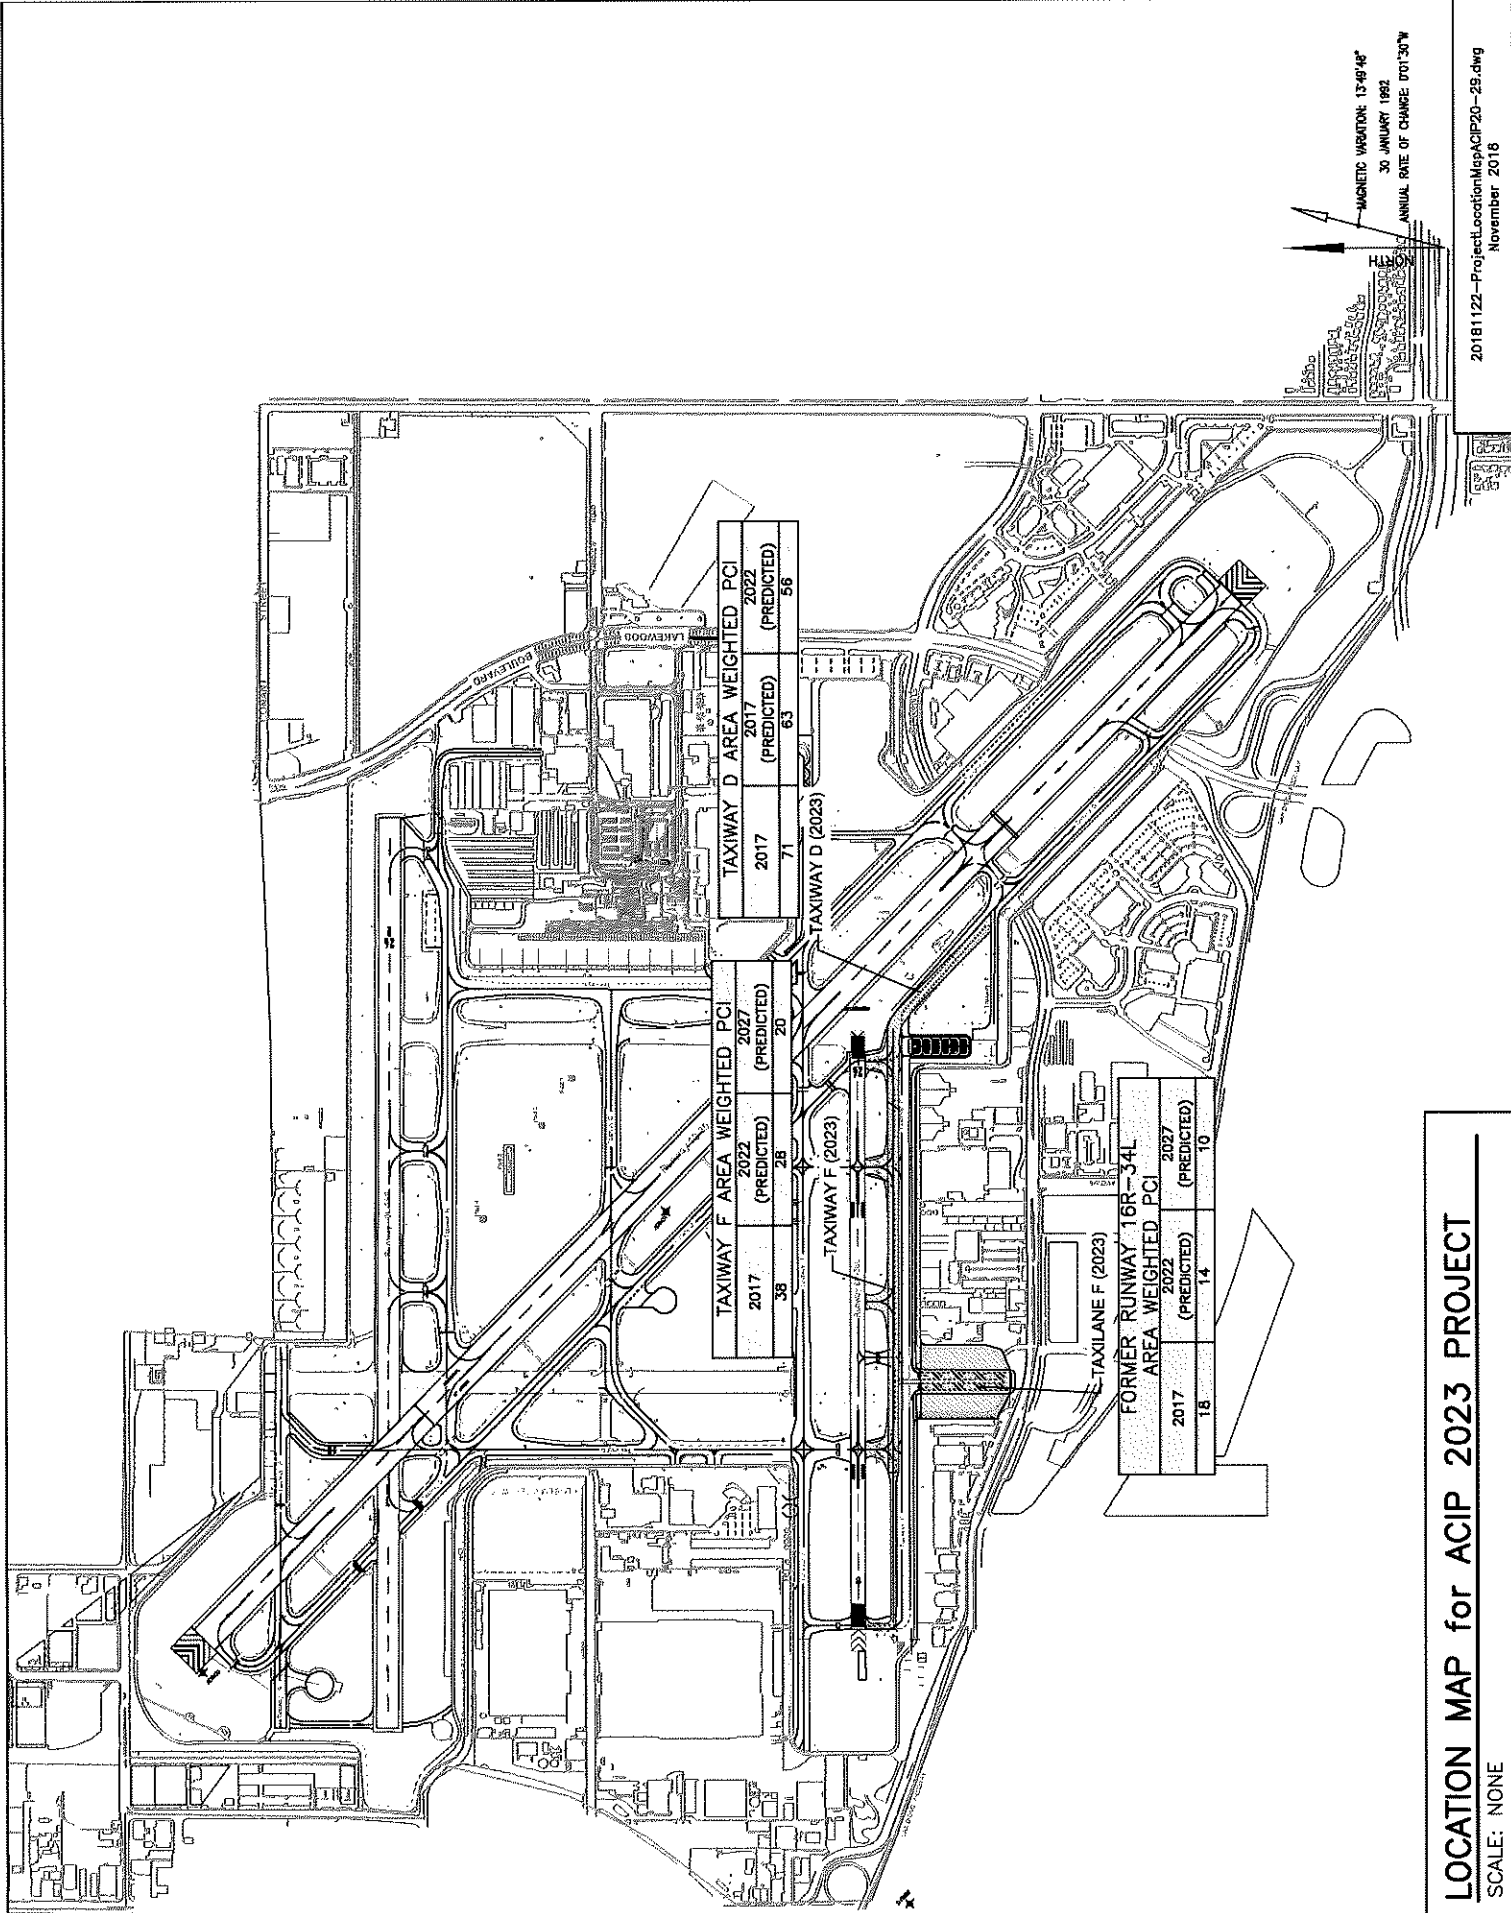 MAGNETIC VARIATION: 13°49'48"
30 JANUARY 1992
ANNUAL RATE OF CHANGE: 0°01'30"W
NORTH
20181122-ProjectLocationMapACIP20-29.dwg
November 2018
STREET
BOULEVARD
LAKEWOOD
TAXIWAY D AREA WEIGHTED PCI
2017
2017
(PREDICTED)
2022
(PREDICTED)
71
63
56
TAXIWAY D (2023)
TAXIWAY F AREA WEIGHTED PCI
2017
2022
(PREDICTED)
2027
(PREDICTED)
38
28
20
TAXIWAY F (2023)
TAXILANE F (2023)
FORMER RUNWAY 16R-34L
AREA WEIGHTED PCI
2017
2022
(PREDICTED)
2027
(PREDICTED)
18
14
10
LOCATION MAP for ACIP 2023 PROJECT
SCALE: NONE